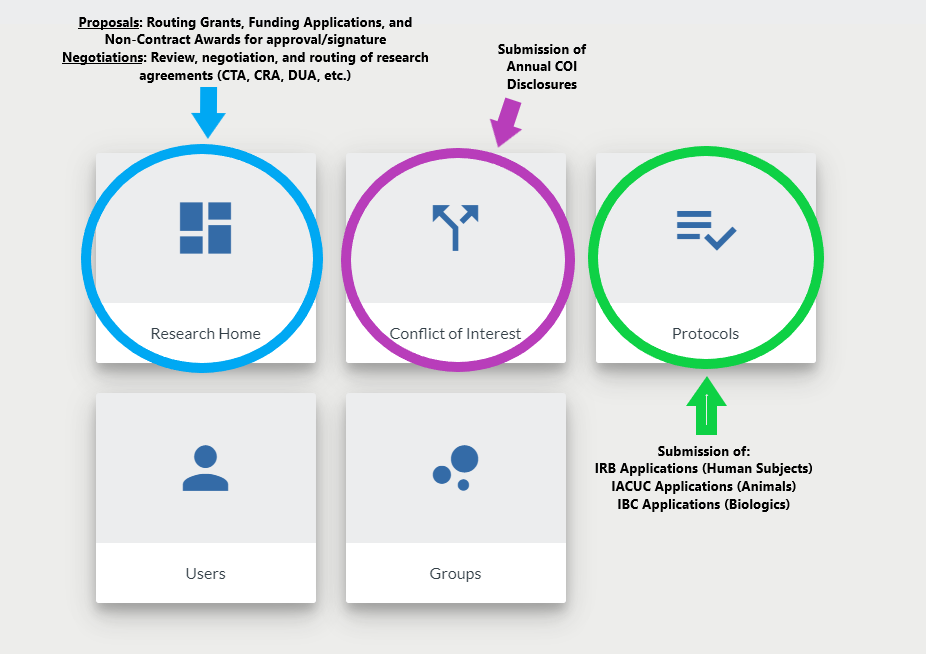 Proposals: Routing Grants, Funding Applications, and
Non-Contract Awards for approval/signature
Negotiations: Review, negotiation, and routing of research
agreements (CTA, CRA, DUA, etc.)
Submission of
Annual COI
Disclosures
Research Home
Conflict of Interest
Protocols
Submission of:
IRB Applications (Human Subjects)
IACUC Applications (Animals)
IBC Applications (Biologics)
Users
Groups